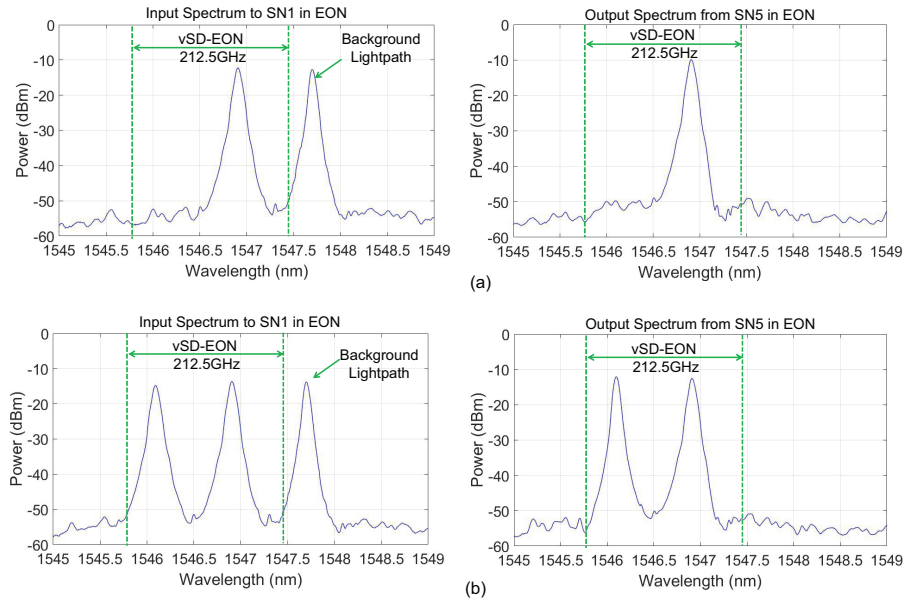 Input Spectrum to SN1 in EON
Output Spectrum from SN5 in EON
0
-10
-20
-30
-40
-50
-60
Power (dBm)
vSD-EON
212.5GHz
Background
Lightpath
1545 1546 1546.5 1547 1547.5 1548 1548.5 1549
Wavelength (nm)
0
-10
-20
-30
-40
-50
-60
Power (dBm)
vSD-EON
212.5GHz
1545 1545.5 1546 1546.5 1547 1547.5 1548 1548.5 1549
Wavelength (nm)
(a)
Input Spectrum to SN1 in EON
Output Spectrum from SN5 in EON
0
-10
-20
-30
-40
-50
-60
Power (dBm)
vSD-EON
212.5GHz
Background
Lightpath
1545 1546 1546.5 1547 1547.5 1548 1548.5 1549
Wavelength (nm)
0
-10
-20
-30
-40
-50
-60
Power (dBm)
vSD-EON
212.5GHz
1545 1545.5 1546 1546.5 1547 1547.5 1548 1548.5 1549
Wavelength (nm)
(b)